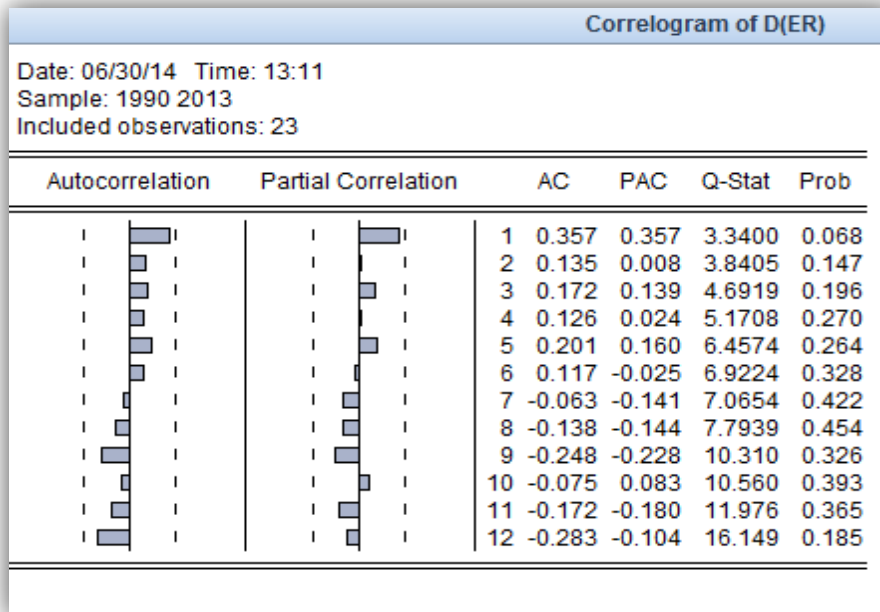 Correlogram of D(ER)
Date: 06/30/14 Time: 13:11
Sample: 1990 2013
Included observations: 23
Autocorrelation Partial Correlation AC PAC Q-Stat Prob
1 0.357 0.357 3.3400 0.068
2 0.135 0.008 3.8405 0.147
3 0.172 0.139 4.6919 0.196
4 0.126 0.024 5.1708 0.270
5 0.201 0.160 6.4574 0.264
6 0.117 -0.025 6.9224 0.328
7 -0.063 -0.141 7.0654 0.422
8 -0.138 -0.144 7.7939 0.454
9 -0.248 -0.228 10.310 0.326
10 -0.075 0.083 10.560 0.393
11 -0.172 -0.180 11.976 0.365
12 -0.283 -0.104 16.149 0.185